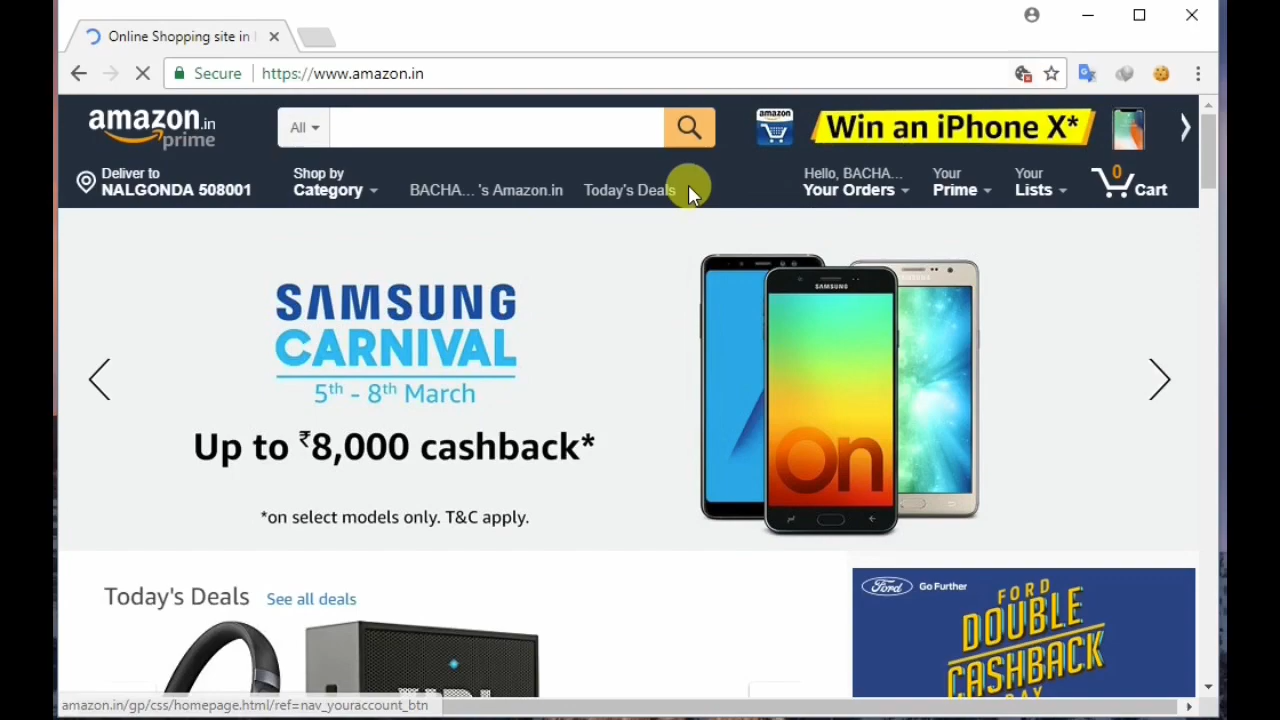 Online Shopping site in
Secure
https://www.amazon.in
amazon.in
prime
All
amazon
Win an iPhone X*
Deliver to
NALGONDA 508001
Shop by
Category
BACHA... 's Amazon.in
Today's Deals
Hello, BACHA...
Your Orders
Your
Prime
Your
Lists
0
Cart
SAMSUNG
CARNIVAL
5th - 8th March
Up to ₹8,000 cashback*
*on select models only. T&C apply.
SAMSUNG
On
Today's Deals
See all deals
Ford
Go Further
FORD
DOUBLE
CASHBACK
amazon.in/gp/css/homepage.html/ref=nav_youraccount_btn